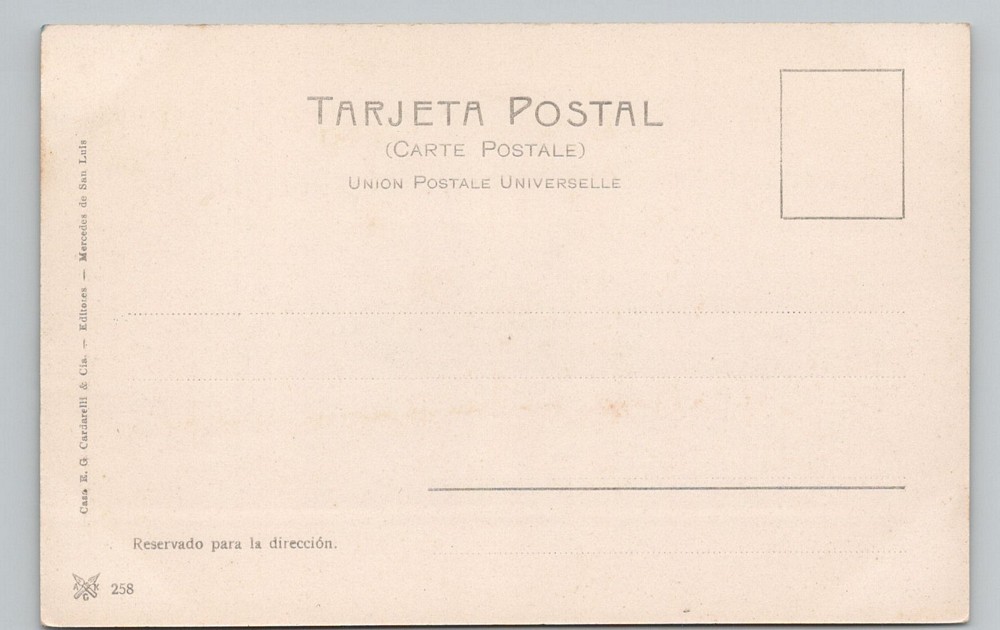 TARJETA POSTAL
(CARTE POSTALE)
UNION POSTALE UNIVERSELLE
Casa E. G. Cardarelli & Cia. — Editores — Mercedes de San Luis
Reservado para la dirección.
258